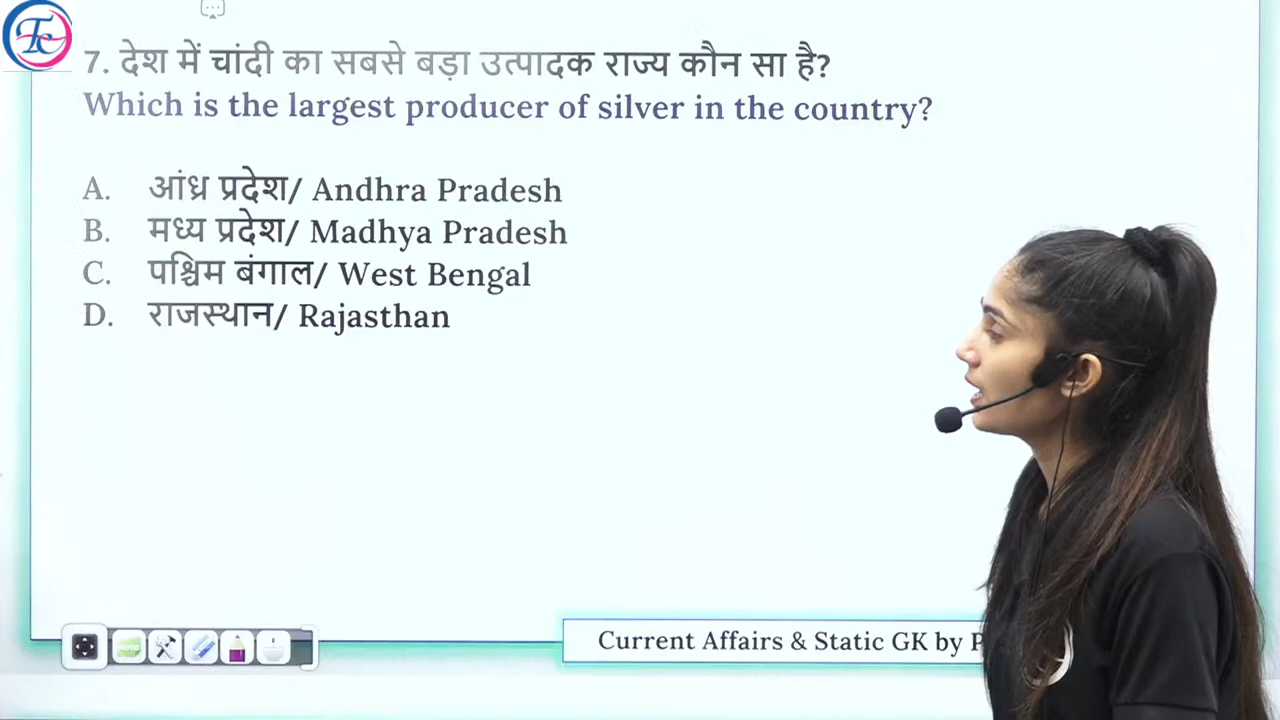 Tc
7. देश में चांदी का सबसे बड़ा उत्पादक राज्य कौन सा है?
Which is the largest producer of silver in the country?
A. आंध्र प्रदेश/ Andhra Pradesh
B. मध्य प्रदेश/ Madhya Pradesh
C. पश्चिम बंगाल/ West Bengal
D. राजस्थान/ Rajasthan
Current Affairs & Static GK by P